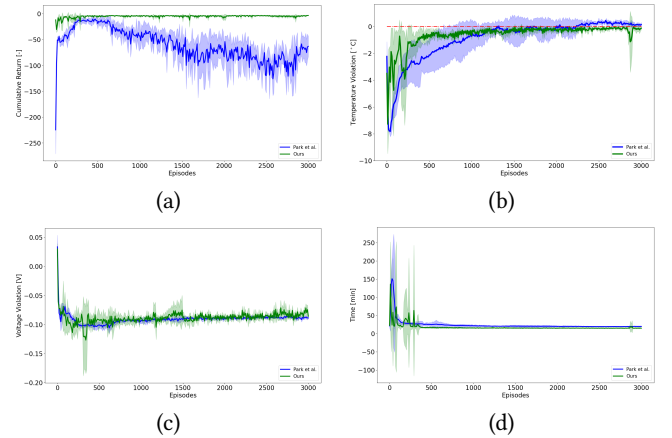 Cumulative Return [-]
0
−50
−100
−150
−200
−250
0 500 1000 1500 2000 2500 3000
Episodes
Park et al.
Ours
(a)
Temperature Violation [°C]
0
−2
−4
−6
−8
−10
0 500 1000 1500 2000 2500 3000
Episodes
Park et al.
Ours
(b)
Voltage Violation [V]
0.05
0.00
−0.05
−0.10
−0.15
−0.20
0 500 1000 1500 2000 2500 3000
Episodes
Park et al.
Ours
(c)
Time [min]
250
200
150
100
50
0
−50
−100
0 500 1000 1500 2000 2500 3000
Episodes
Park et al.
Ours
(d)